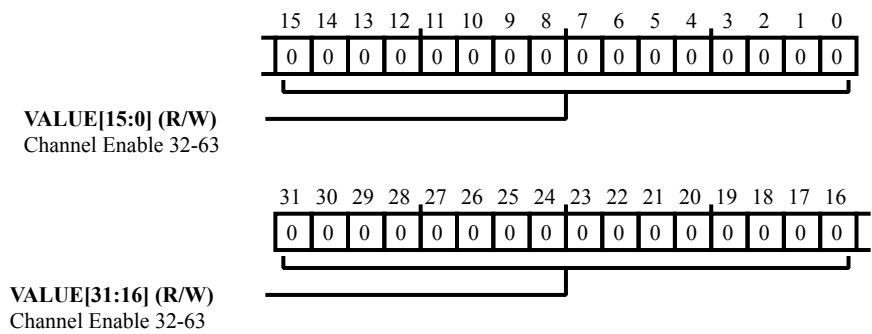 15 14 13 12 11 10 9 8 7 6 5 4 3 2 1 0
0 0 0 0 0 0 0 0 0 0 0 0 0 0 0 0
VALUE[15:0] (R/W)
Channel Enable 32-63
31 30 29 28 27 26 25 24 23 22 21 20 19 18 17 16
0 0 0 0 0 0 0 0 0 0 0 0 0 0 0 0
VALUE[31:16] (R/W)
Channel Enable 32-63